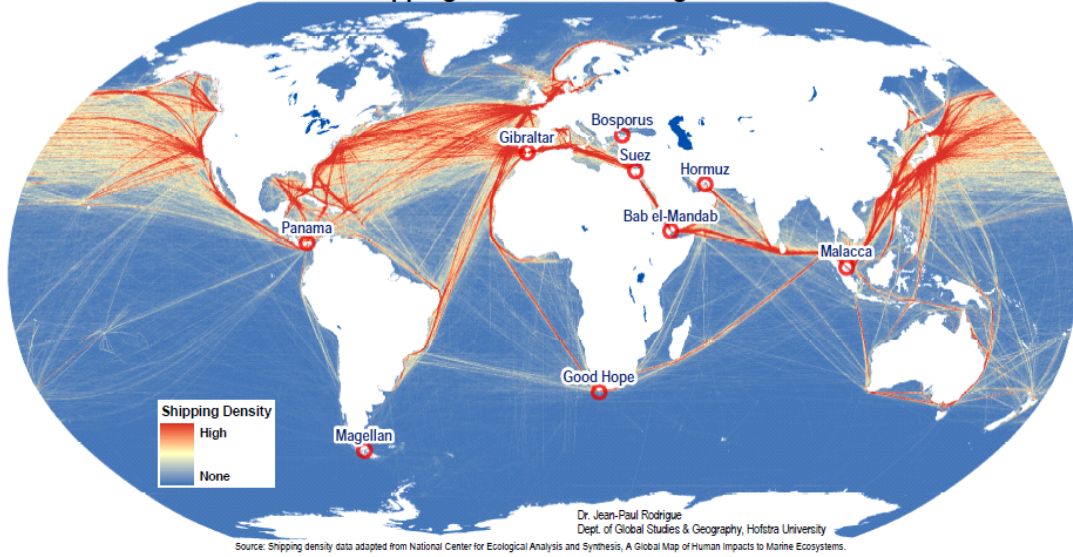 Bosporus
Gibraltar
Suez
Hormuz
Bab el-Mandab
Panama
Malacca
Good Hope
Magellan
Shipping Density
High
None
Dr. Jean-Paul Rodrigue
Dept. of Global Studies & Geography, Hofstra University
Source: Shipping density data adapted from National Center for Ecological Analysis and Synthesis, A Global Map of Human Impacts to Marine Ecosystems.